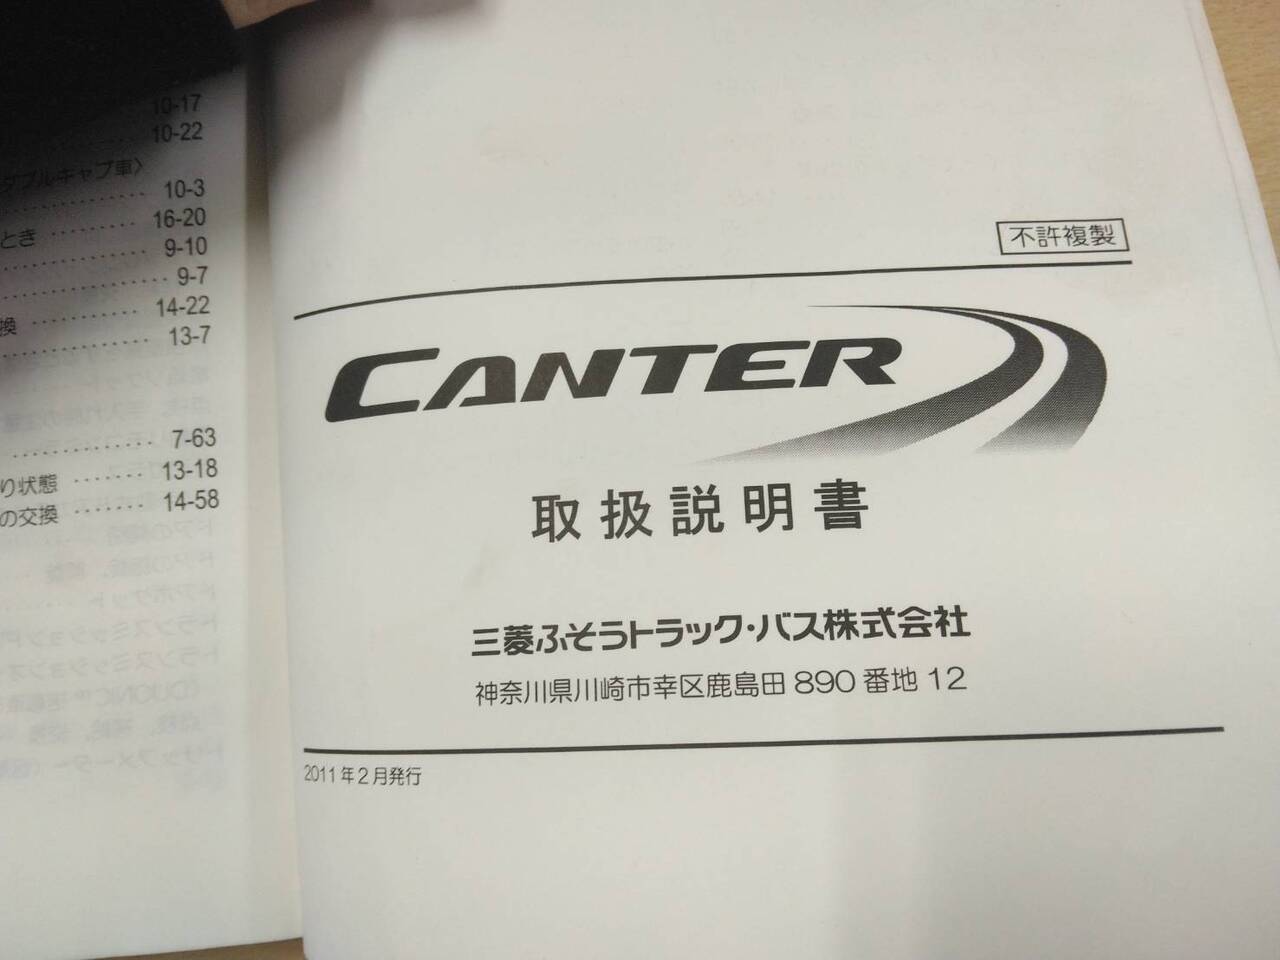 10-17
10-22
ダブルキャブ車〉
10-3
とき ········· 16-20
9-10
9-7
換 ··········· 14-22
13-7
7-63
り状態 ······· 13-18
の交換 ······· 14-58
不許複製
CANTER
取扱説明書
三菱ふそうトラック・バス株式会社
神奈川県川崎市幸区鹿島田 890 番地 12
2011年2月発行